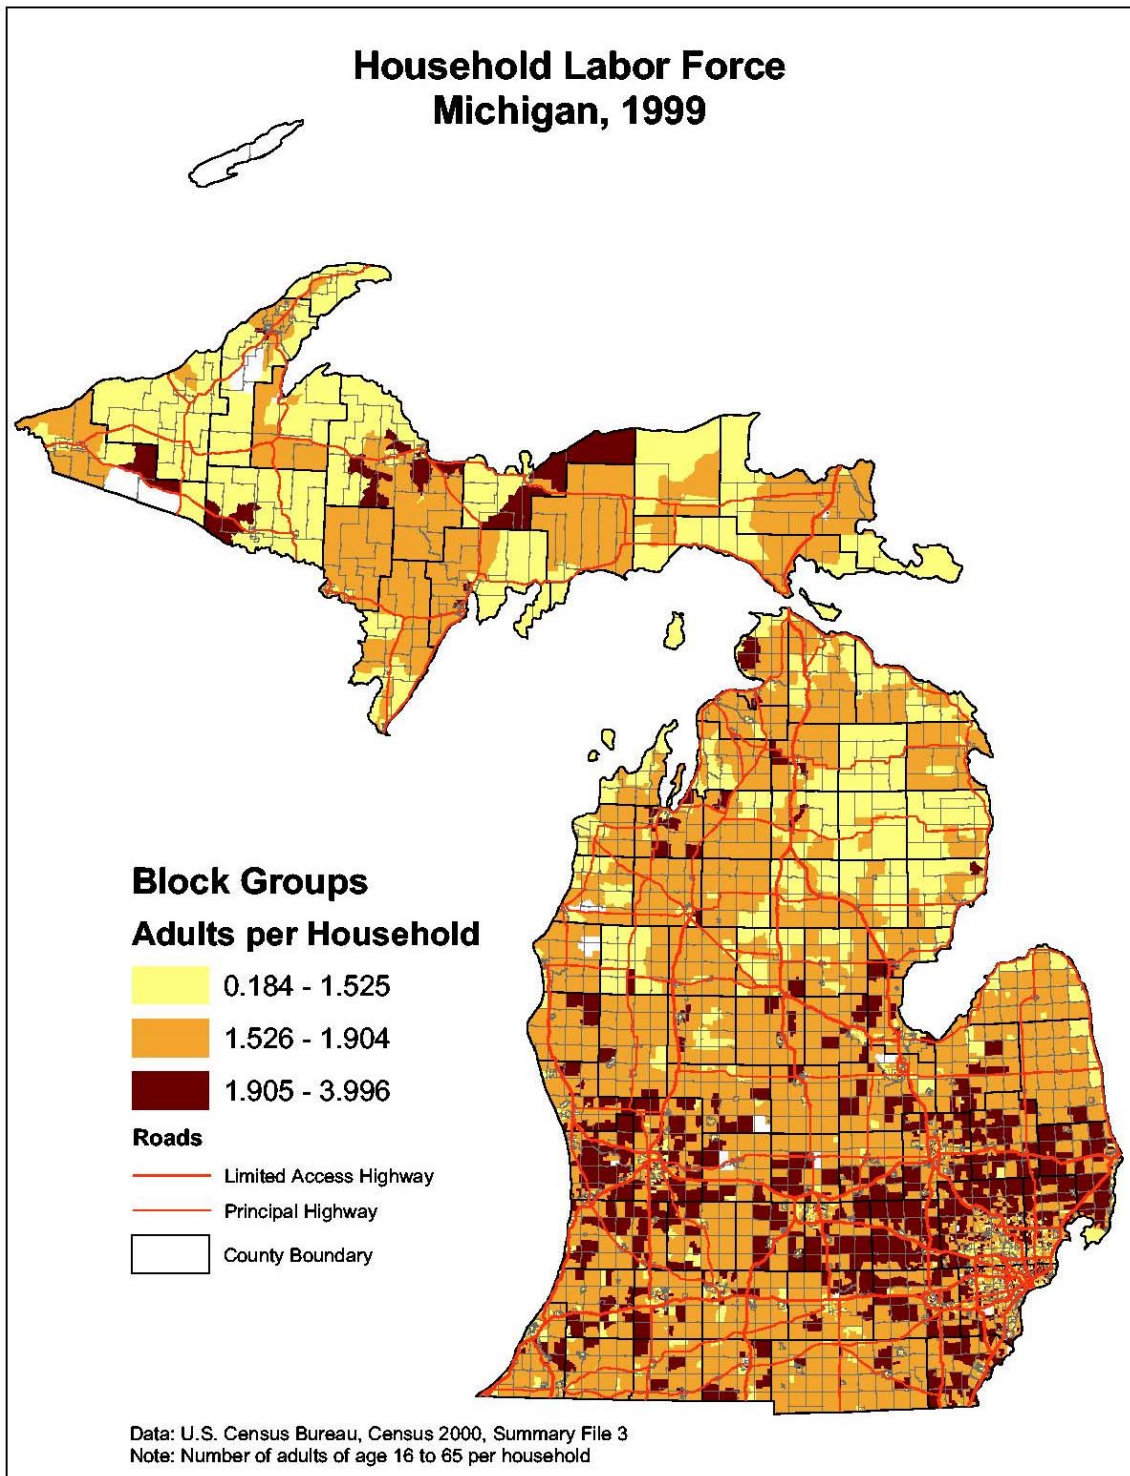 Household Labor Force
Michigan, 1999
Block Groups
Adults per Household
0.184 - 1.525
1.526 - 1.904
1.905 - 3.996
Roads
Limited Access Highway
Principal Highway
County Boundary
Data: U.S. Census Bureau, Census 2000, Summary File 3
Note: Number of adults of age 16 to 65 per household